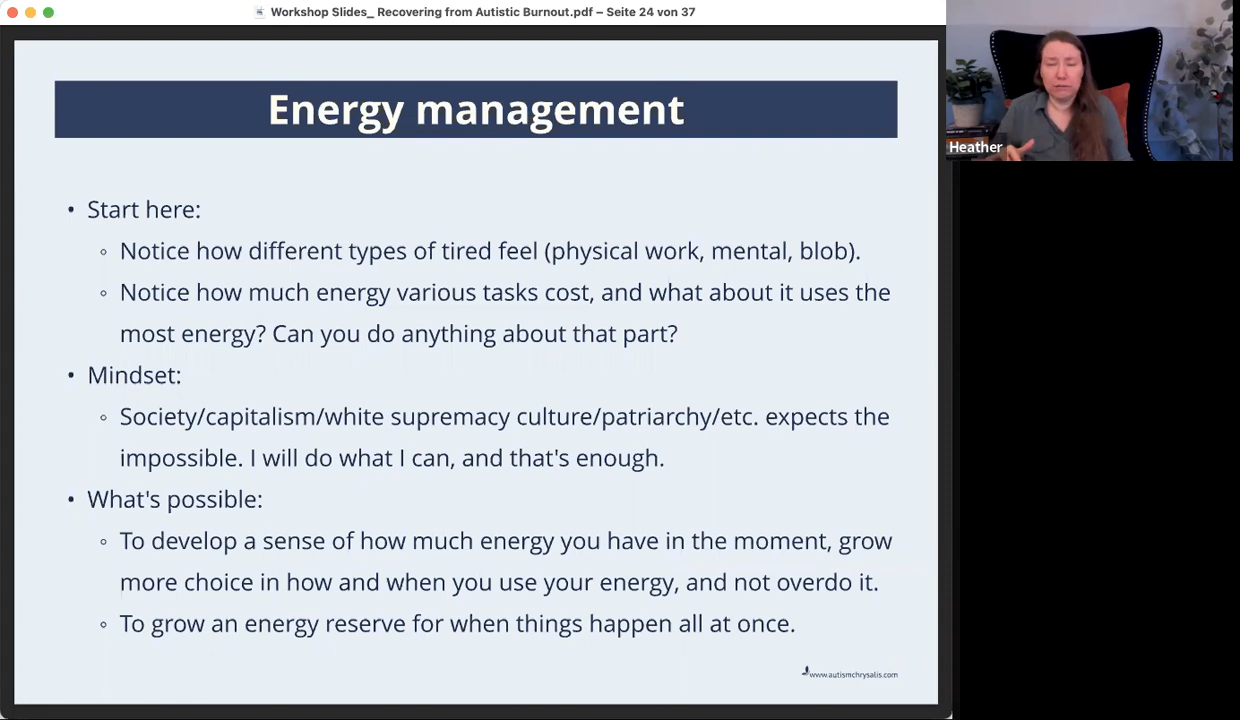 Workshop Slides_ Recovering from Autistic Burnout.pdf – Seite 24 von 37
Heather
Energy management
• Start here:
◦ Notice how different types of tired feel (physical work, mental, blob).
◦ Notice how much energy various tasks cost, and what about it uses the
most energy? Can you do anything about that part?
• Mindset:
◦ Society/capitalism/white supremacy culture/patriarchy/etc. expects the
impossible. I will do what I can, and that's enough.
• What's possible:
◦ To develop a sense of how much energy you have in the moment, grow
more choice in how and when you use your energy, and not overdo it.
◦ To grow an energy reserve for when things happen all at once.
www.autismchrysalis.com